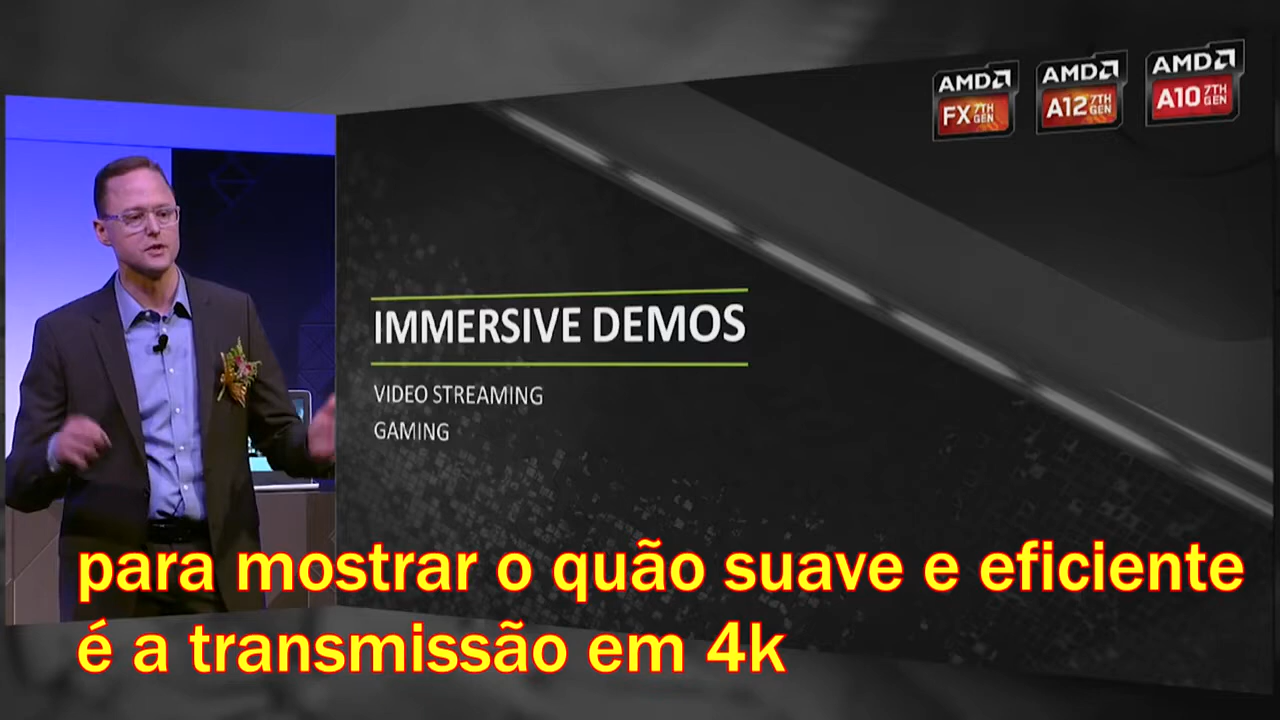 AMD
FX 7TH GEN
AMD
A12 7TH GEN
AMD
A10 7TH GEN
IMMERSIVE DEMOS
VIDEO STREAMING
GAMING
para mostrar o quão suave e eficiente
é a transmissão em 4k